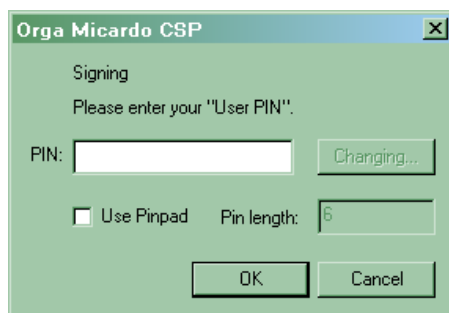 Orga Micardo CSP
Signing
Please enter your "User PIN".
PIN: Changing...
Use Pinpad Pin length: 6
OK Cancel